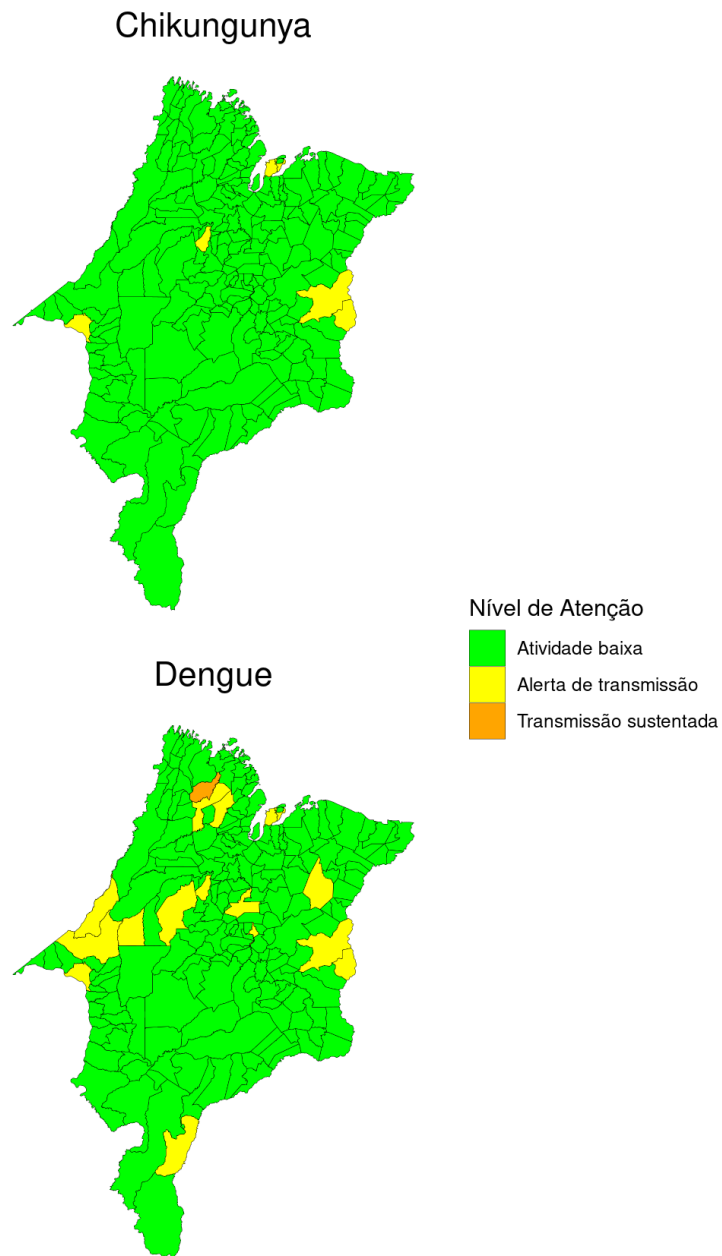 Chikungunya
Nível de Atenção
Atividade baixa
Alerta de transmissão
Transmissão sustentada
Dengue